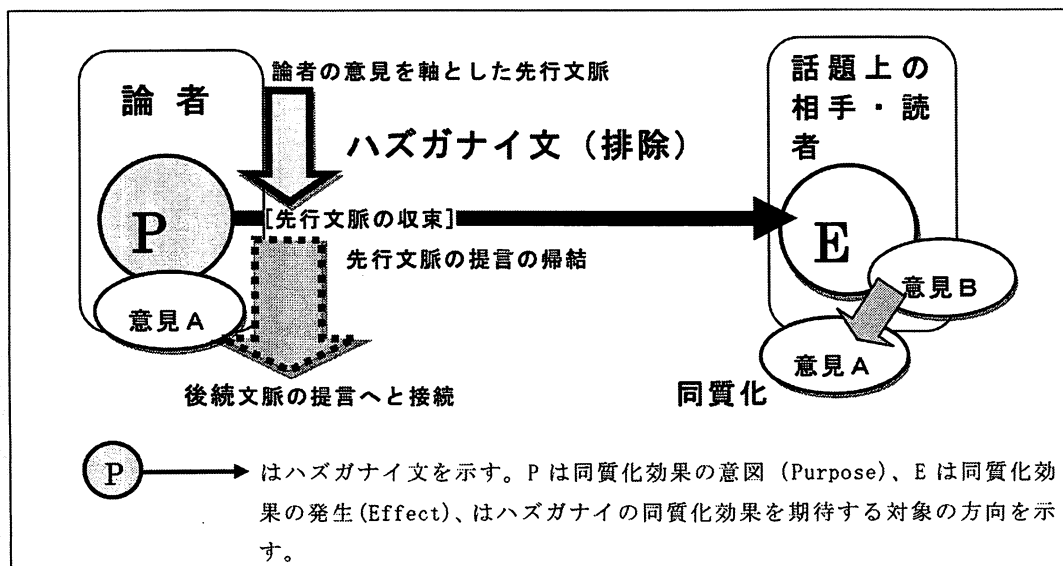 論者の意見を軸とした先行文脈
論者
ハズガナイ文（排除）
話題上の
相手・読
者
P
[先行文脈の収束]
E
先行文脈の提言の帰結
意見A
意見B
意見A
後続文脈の提言へと接続
同質化
P
はハズガナイ文を示す。Pは同質化効果の意図 (Purpose)、Eは同質化効
果の発生(Effect)、はハズガナイの同質化効果を期待する対象の方向を示
す。